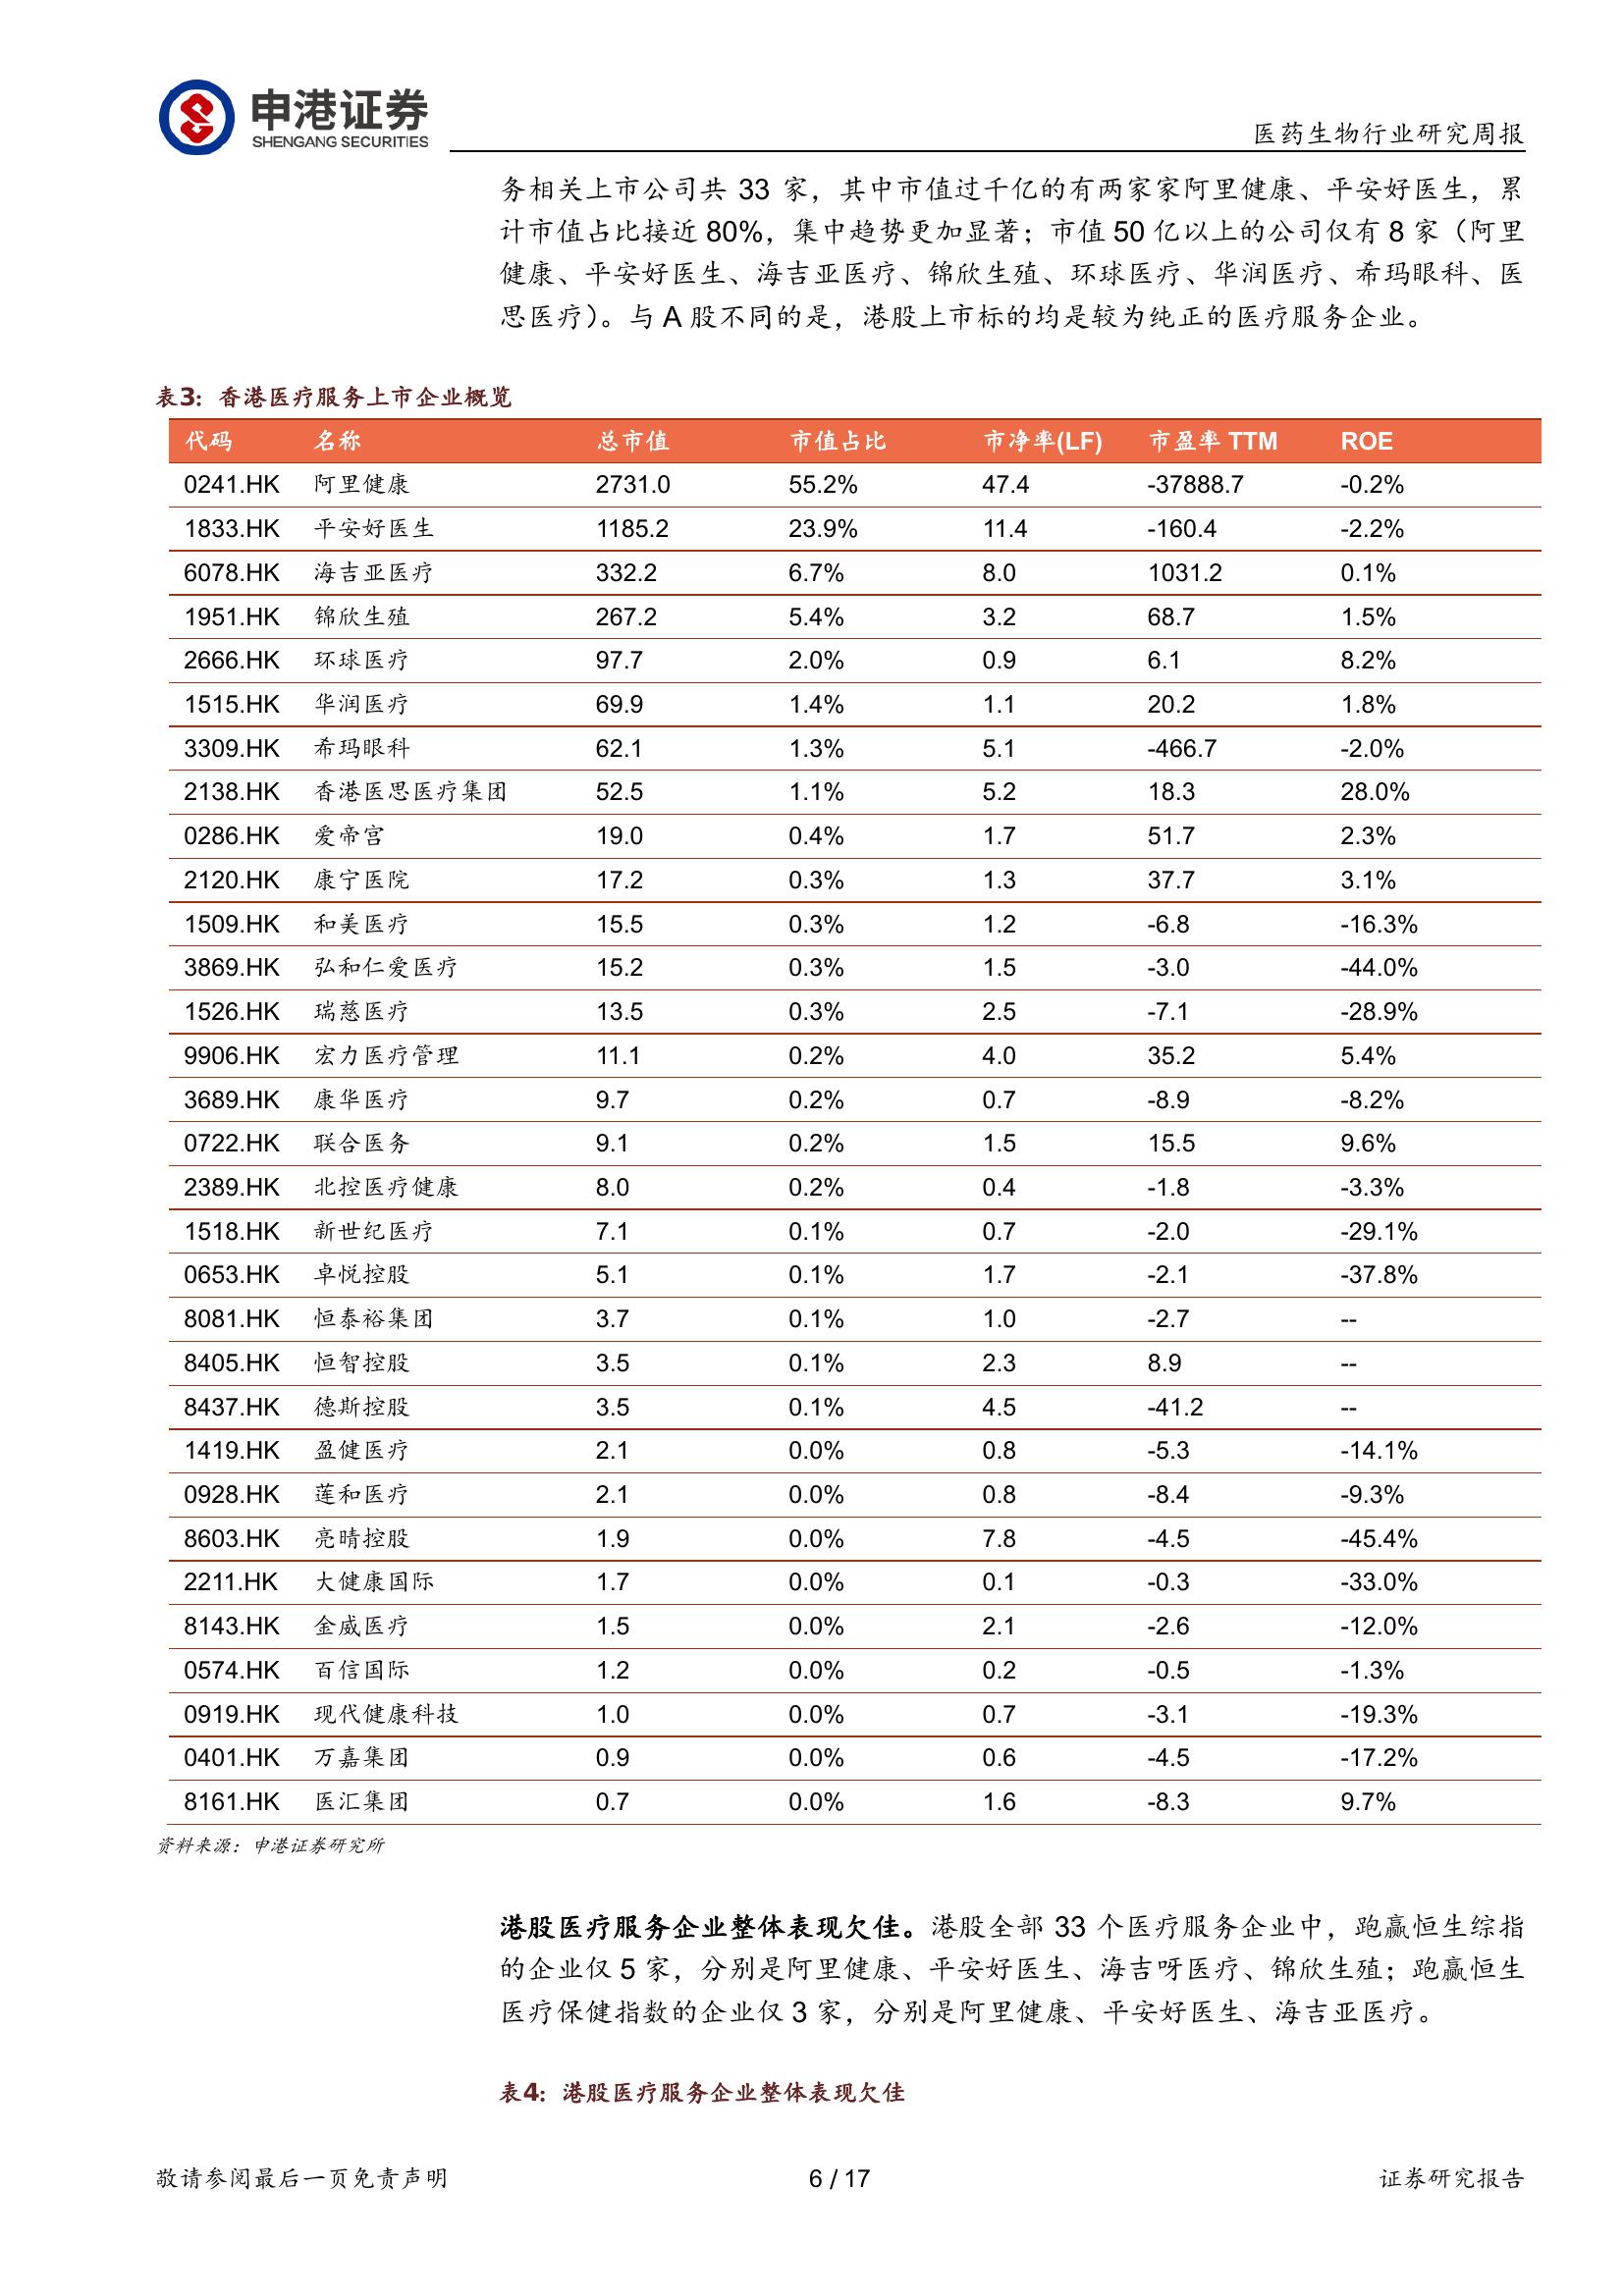 申港证券
SHENGANG SECURITIES
医药生物行业研究周报
务相关上市公司共 33 家，其中市值过千亿的有两家家阿里健康、平安好医生，累
计市值占比接近 80%，集中趋势更加显著；市值 50 亿以上的公司仅有 8 家（阿里
健康、平安好医生、海吉亚医疗、锦欣生殖、环球医疗、华润医疗、希玛眼科、医
思医疗）。与 A 股不同的是，港股上市标的均是较为纯正的医疗服务企业。
表3：香港医疗服务上市企业概览
代码 名称 总市值 市值占比 市净率(LF) 市盈率 TTM ROE
0241.HK 阿里健康 2731.0 55.2% 47.4 -37888.7 -0.2%
1833.HK 平安好医生 1185.2 23.9% 11.4 -160.4 -2.2%
6078.HK 海吉亚医疗 332.2 6.7% 8.0 1031.2 0.1%
1951.HK 锦欣生殖 267.2 5.4% 3.2 68.7 1.5%
2666.HK 环球医疗 97.7 2.0% 0.9 6.1 8.2%
1515.HK 华润医疗 69.9 1.4% 1.1 20.2 1.8%
3309.HK 希玛眼科 62.1 1.3% 5.1 -466.7 -2.0%
2138.HK 香港医思医疗集团 52.5 1.1% 5.2 18.3 28.0%
0286.HK 爱帝宫 19.0 0.4% 1.7 51.7 2.3%
2120.HK 康宁医院 17.2 0.3% 1.3 37.7 3.1%
1509.HK 和美医疗 15.5 0.3% 1.2 -6.8 -16.3%
3869.HK 弘和仁爱医疗 15.2 0.3% 1.5 -3.0 -44.0%
1526.HK 瑞慈医疗 13.5 0.3% 2.5 -7.1 -28.9%
9906.HK 宏力医疗管理 11.1 0.2% 4.0 35.2 5.4%
3689.HK 康华医疗 9.7 0.2% 0.7 -8.9 -8.2%
0722.HK 联合医务 9.1 0.2% 1.5 15.5 9.6%
2389.HK 北控医疗健康 8.0 0.2% 0.4 -1.8 -3.3%
1518.HK 新世纪医疗 7.1 0.1% 0.7 -2.0 -29.1%
0653.HK 卓悦控股 5.1 0.1% 1.7 -2.1 -37.8%
8081.HK 恒泰裕集团 3.7 0.1% 1.0 -2.7 --
8405.HK 恒智控股 3.5 0.1% 2.3 8.9 --
8437.HK 德斯控股 3.5 0.1% 4.5 -41.2 --
1419.HK 盈健医疗 2.1 0.0% 0.8 -5.3 -14.1%
0928.HK 莲和医疗 2.1 0.0% 0.8 -8.4 -9.3%
8603.HK 亮晴控股 1.9 0.0% 7.8 -4.5 -45.4%
2211.HK 大健康国际 1.7 0.0% 0.1 -0.3 -33.0%
8143.HK 金威医疗 1.5 0.0% 2.1 -2.6 -12.0%
0574.HK 百信国际 1.2 0.0% 0.2 -0.5 -1.3%
0919.HK 现代健康科技 1.0 0.0% 0.7 -3.1 -19.3%
0401.HK 万嘉集团 0.9 0.0% 0.6 -4.5 -17.2%
8161.HK 医汇集团 0.7 0.0% 1.6 -8.3 9.7%
资料来源：申港证券研究所
港股医疗服务企业整体表现欠佳。港股全部 33 个医疗服务企业中，跑赢恒生综指
的企业仅 5 家，分别是阿里健康、平安好医生、海吉呀医疗、锦欣生殖；跑赢恒生
医疗保健指数的企业仅 3 家，分别是阿里健康、平安好医生、海吉亚医疗。
表4：港股医疗服务企业整体表现欠佳
敬请参阅最后一页免责声明 6 / 17 证券研究报告